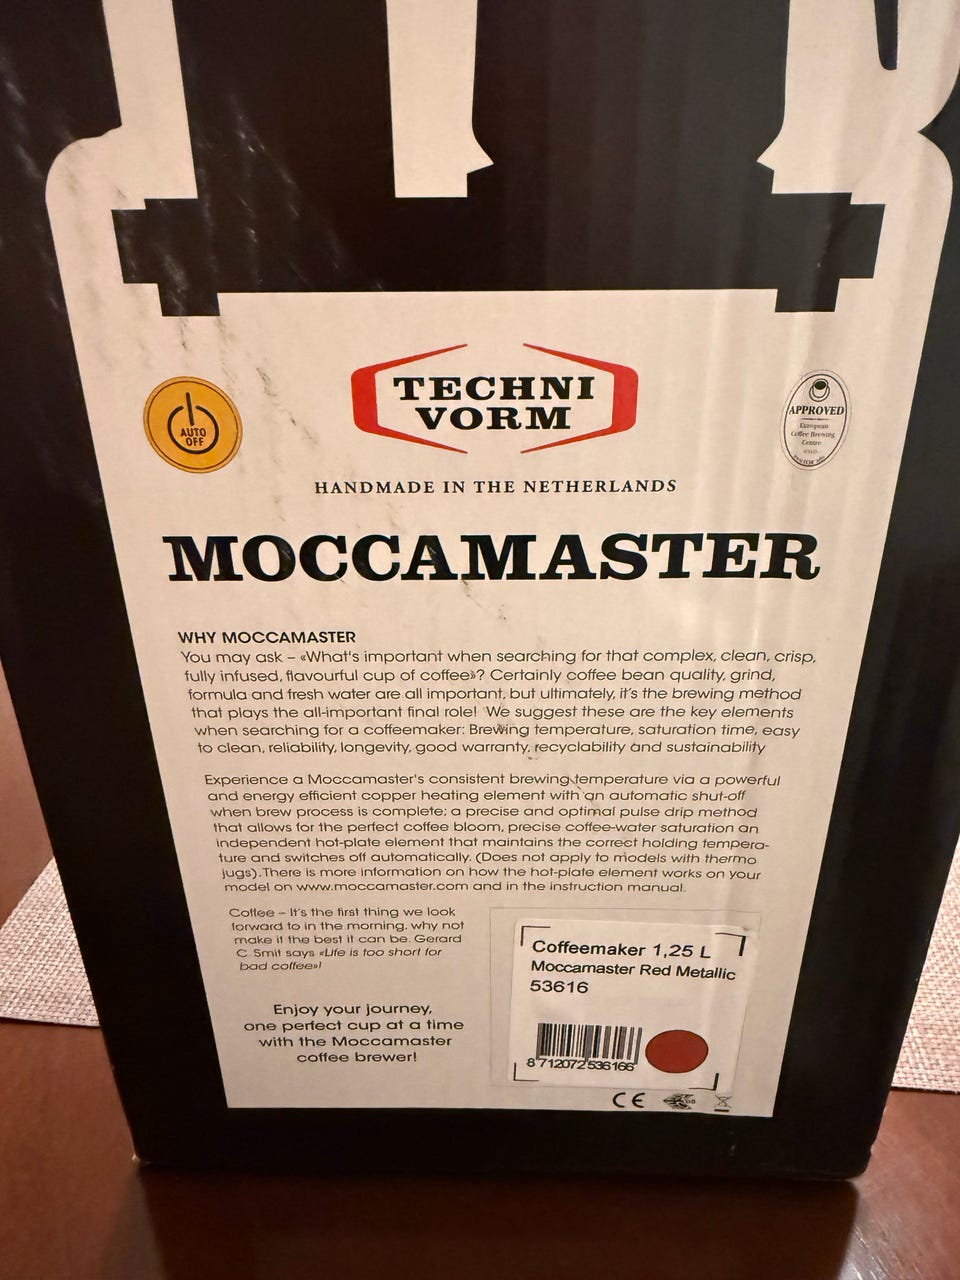 TECHNI
VORM
AUTO
OFF
APPROVED
European
Coffee Brewing
Centre
HANDMADE IN THE NETHERLANDS
MOCCAMASTER
WHY MOCCAMASTER
You may ask – «What's important when searching for that complex, clean, crisp,
fully infused, flavourful cup of coffee»? Certainly coffee bean quality, grind,
formula and fresh water are all important, but ultimately, it's the brewing method
that plays the all-important final role! We suggest these are the key elements
when searching for a coffeemaker: Brewing temperature, saturation time, easy
to clean, reliability, longevity, good warranty, recyclability and sustainability
Experience a Moccamaster's consistent brewing temperature via a powerful
and energy efficient copper heating element with an automatic shut-off
when brew process is complete; a precise and optimal pulse drip method
that allows for the perfect coffee bloom, precise coffee-water saturation an
independent hot-plate element that maintains the correct holding tempera-
ture and switches off automatically. (Does not apply to models with thermo
jugs).There is more information on how the hot-plate element works on your
model on www.moccamaster.com and in the instruction manual.
Coffee – It's the first thing we look
forward to in the morning, why not
make it the best it can be. Gerard
C. Smit says «Life is too short for
bad coffee»!
Enjoy your journey,
one perfect cup at a time
with the Moccamaster
coffee brewer!
Coffeemaker 1,25 L
Moccamaster Red Metallic
53616
8 712072 536166
CE